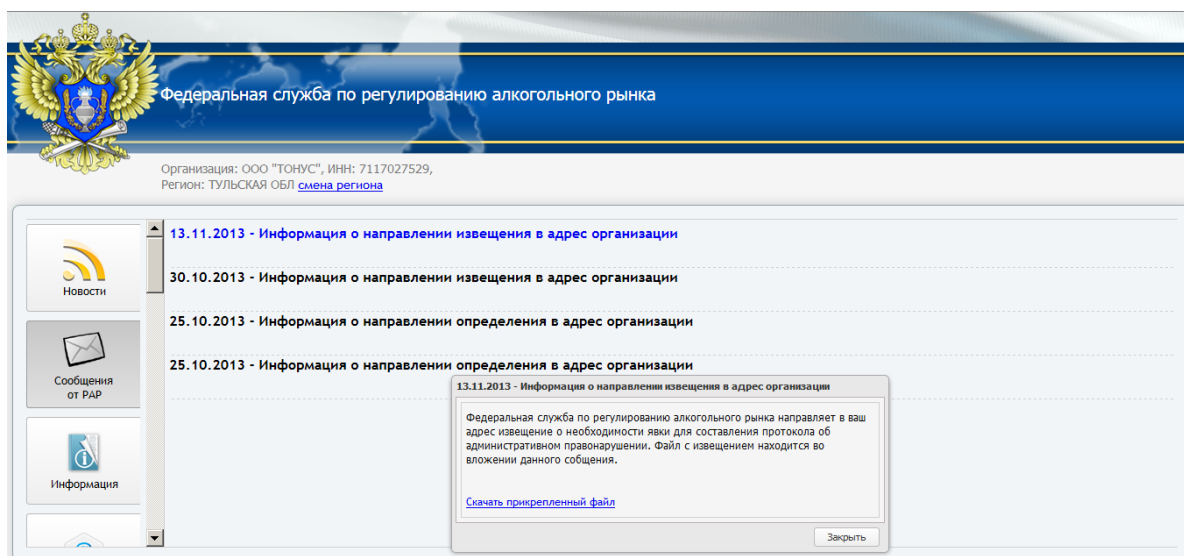 Федеральная служба по регулированию алкогольного рынка
Организация: ООО "ТОНУС", ИНН: 7117027529,
Регион: ТУЛЬСКАЯ ОБЛ смена региона
Новости
Сообщения
от РАР
Информация
13.11.2013 - Информация о направлении извещения в адрес организации
30.10.2013 - Информация о направлении извещения в адрес организации
25.10.2013 - Информация о направлении определения в адрес организации
25.10.2013 - Информация о направлении определения в адрес организации
13.11.2013 - Информация о направлении извещения в адрес организации
Федеральная служба по регулированию алкогольного рынка направляет в ваш
адрес извещение о необходимости явки для составления протокола об
административном правонарушении. Файл с извещением находится во
вложении данного собщения.
Скачать прикрепленный файл
Закрыть